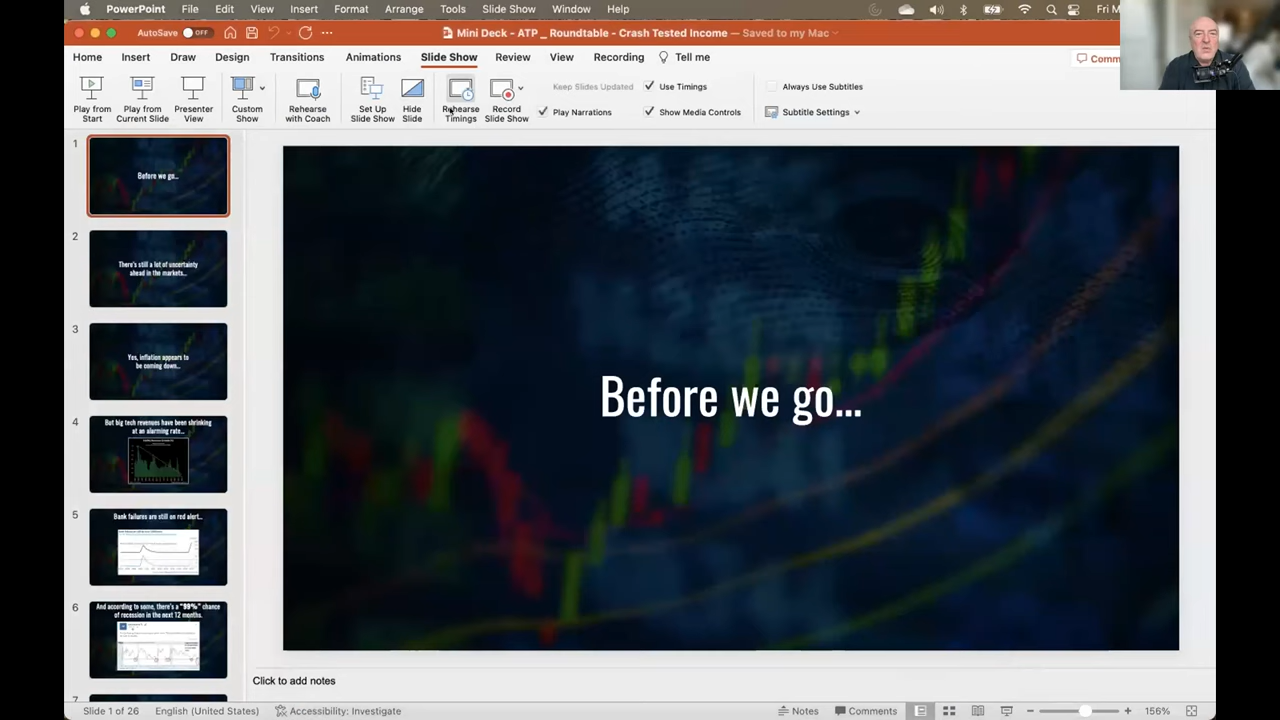 PowerPoint File Edit View Insert Format Arrange Tools Slide Show Window Help Fri M
AutoSave OFF Mini Deck - ATP _ Roundtable - Crash Tested Income — Saved to my Mac
Home Insert Draw Design Transitions Animations Slide Show Review View Recording Tell me Comm
Play from Start
Play from Current Slide
Presenter View
Custom Show
Rehearse with Coach
Set Up Slide Show
Hide Slide
Rehearse Timings
Record Slide Show
Keep Slides Updated
Use Timings
Play Narrations
Show Media Controls
Always Use Subtitles
Subtitle Settings
1
Before we go...
2
There's still a lot of uncertainty
ahead in the markets...
3
Yes, inflation appears to
be coming down...
4
But big tech revenues have been shrinking
at an alarming rate...
5
Bank failures are still on red alert...
6
And according to some, there's a "99%" chance
of recession in the next 12 months.
7
Before we go...
Click to add notes
Slide 1 of 26 English (United States) Accessibility: Investigate Notes Comments 156%